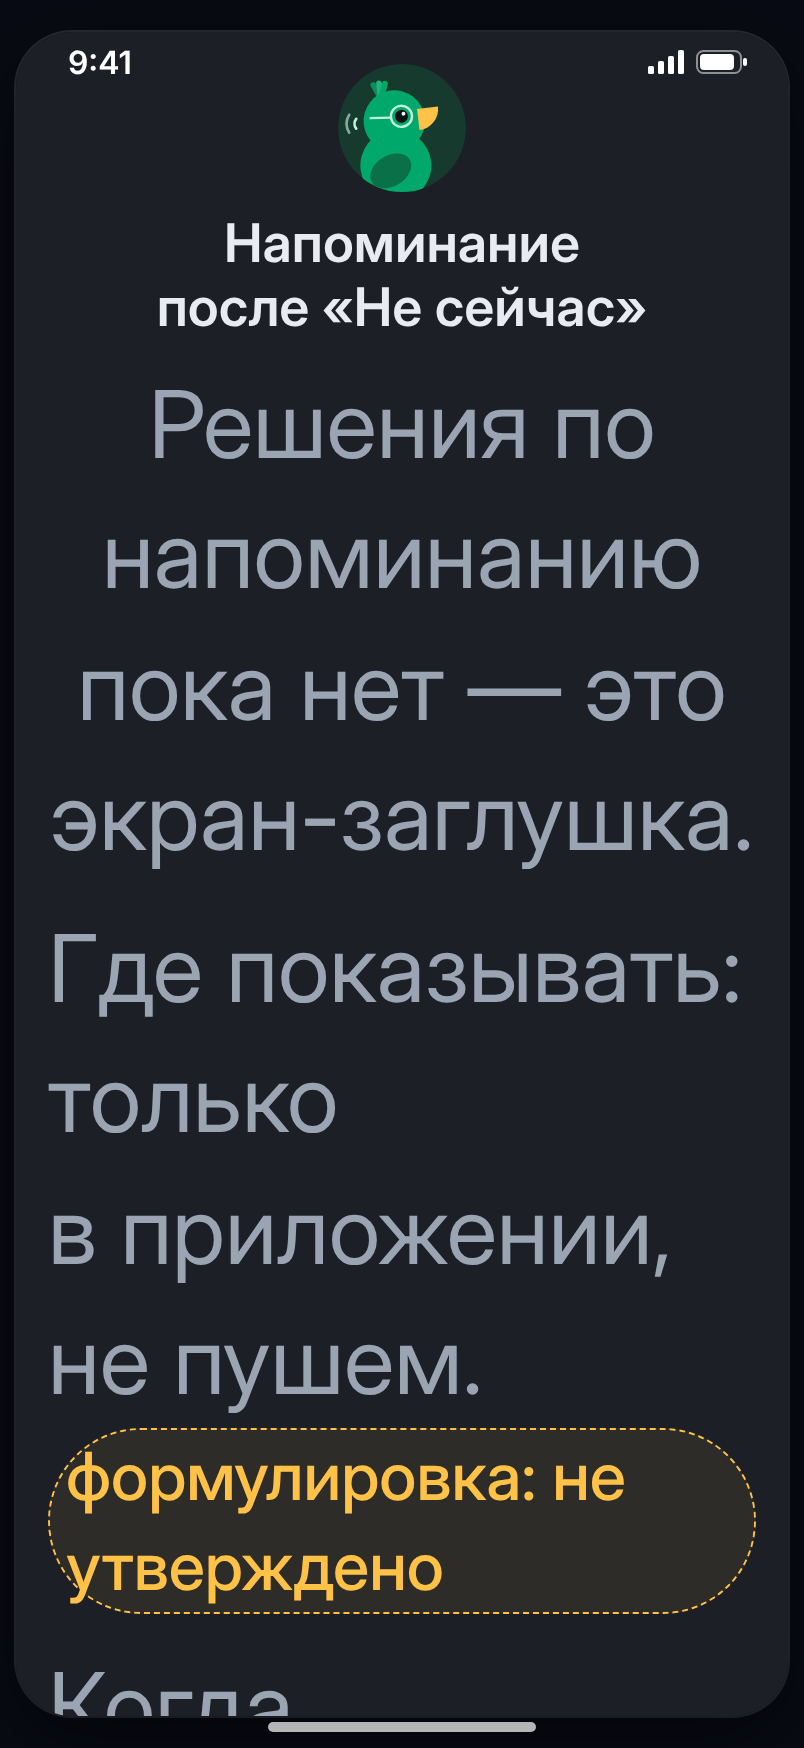 9:41
Напоминание
после «Не сейчас»
Решения по
напоминанию
пока нет — это
экран-заглушка.
Где показывать:
только
в приложении,
не пушем.
формулировка: не
утверждено
Когда